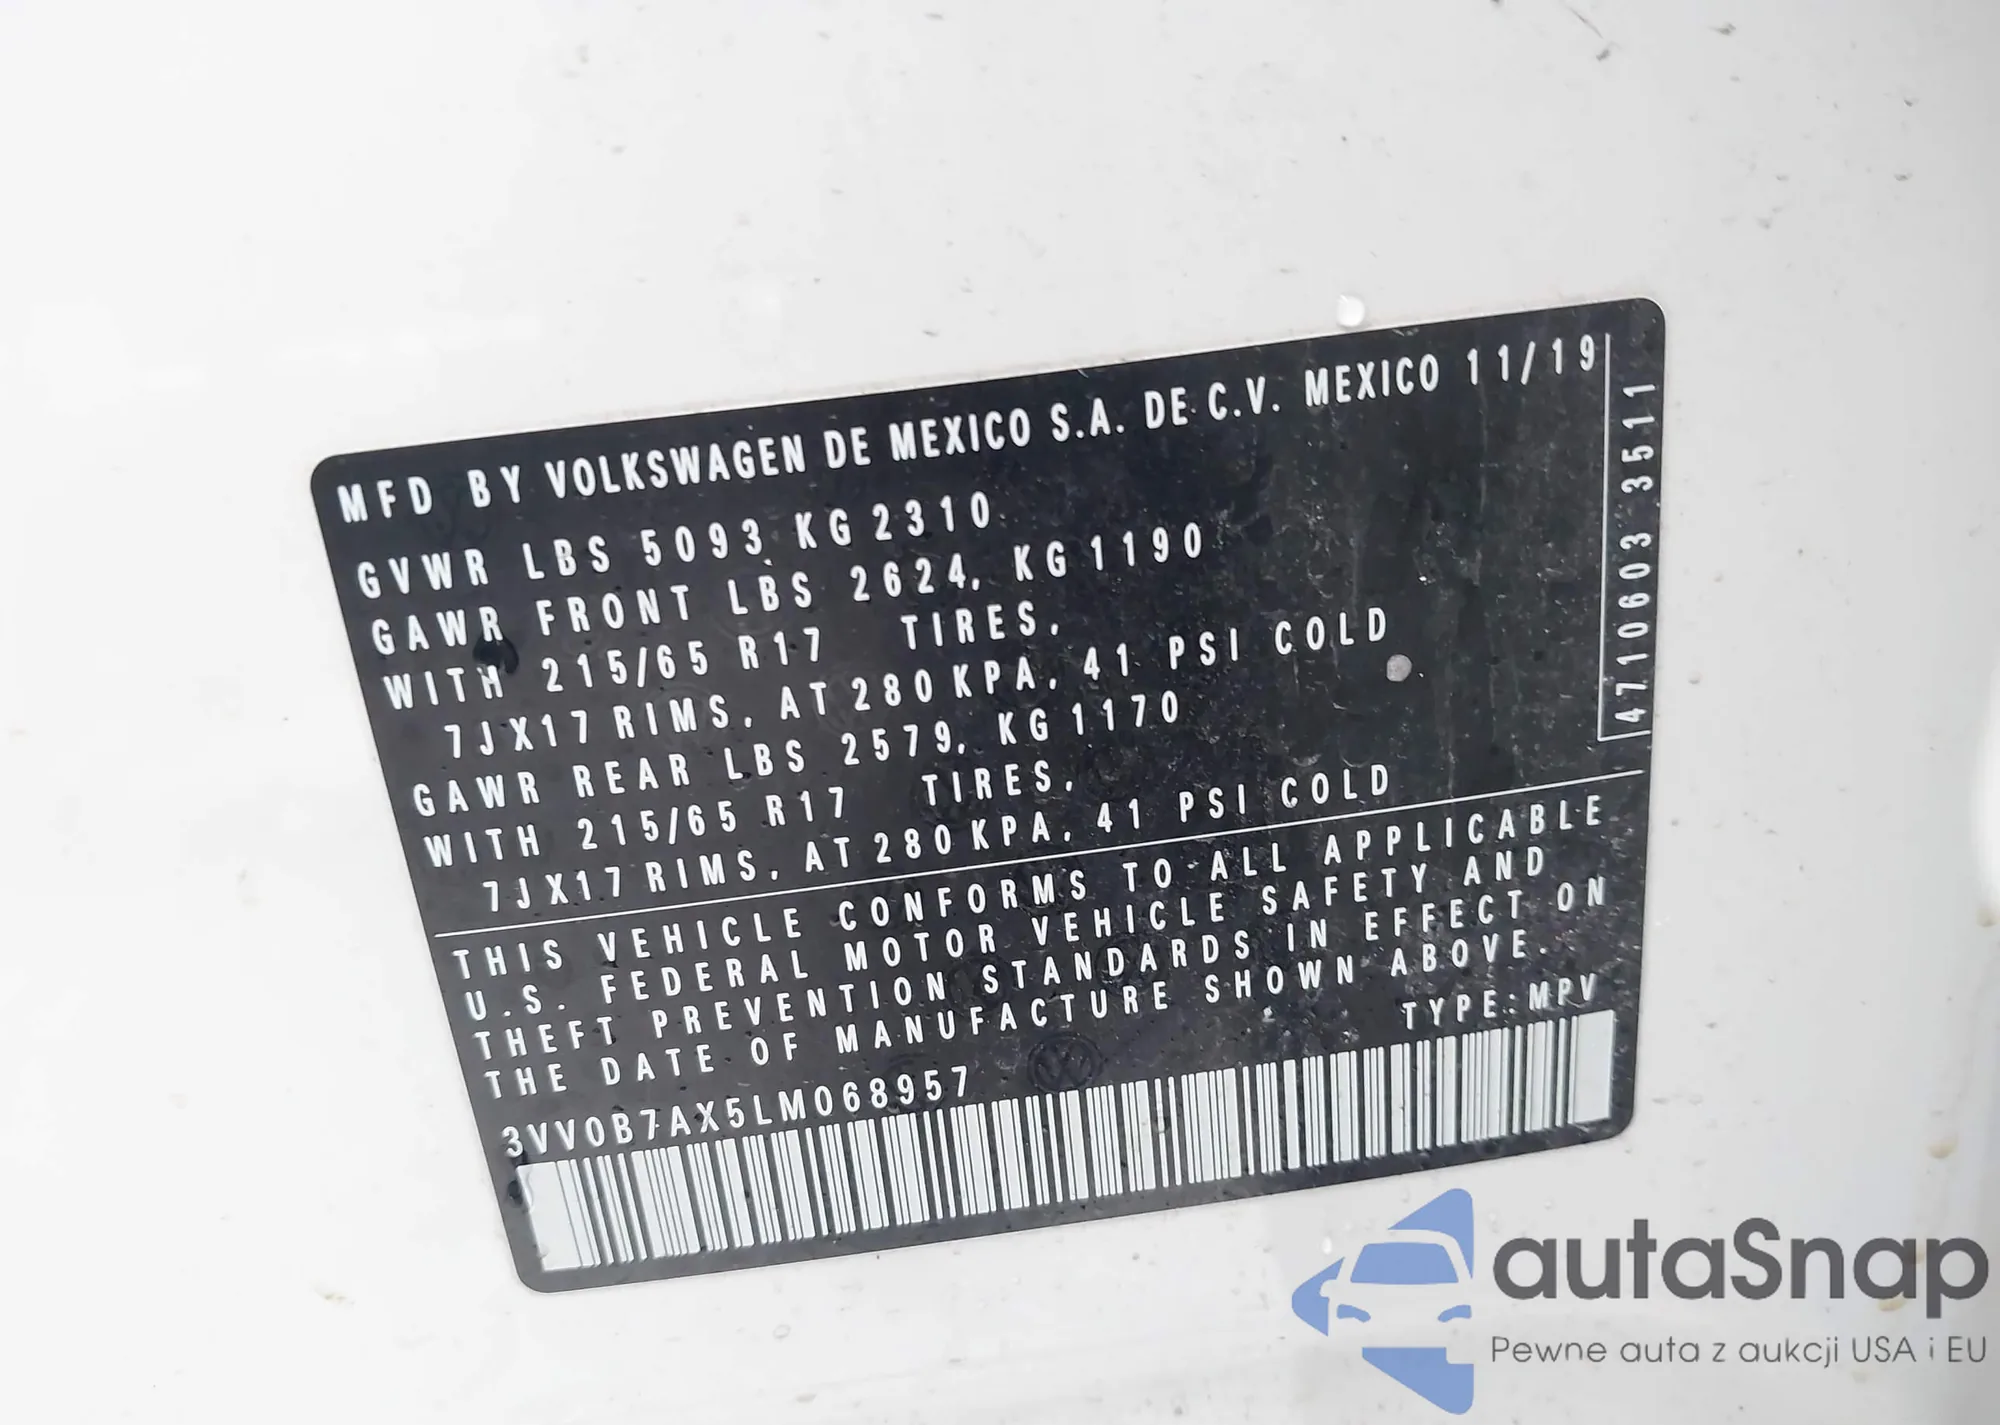 MFD BY VOLKSWAGEN DE MEXICO S.A. DE C.V. MEXICO 11/19
GVWR LBS 5093 KG 2310
GAWR FRONT LBS 2624, KG 1190
WITH 215/65 R17 TIRES,
7JX17 RIMS, AT 280 KPA, 41 PSI COLD
GAWR REAR LBS 2579, KG 1170
WITH 215/65 R17 TIRES,
7JX17 RIMS, AT 280 KPA, 41 PSI COLD
4710603 3511
THIS VEHICLE CONFORMS TO ALL APPLICABLE
U.S. FEDERAL MOTOR VEHICLE SAFETY AND
THEFT PREVENTION STANDARDS IN EFFECT ON
THE DATE OF MANUFACTURE SHOWN ABOVE.
TYPE: MPV
3VV0B7AX5LM068957
autaSnap
Pewne auta z aukcji USA i EU